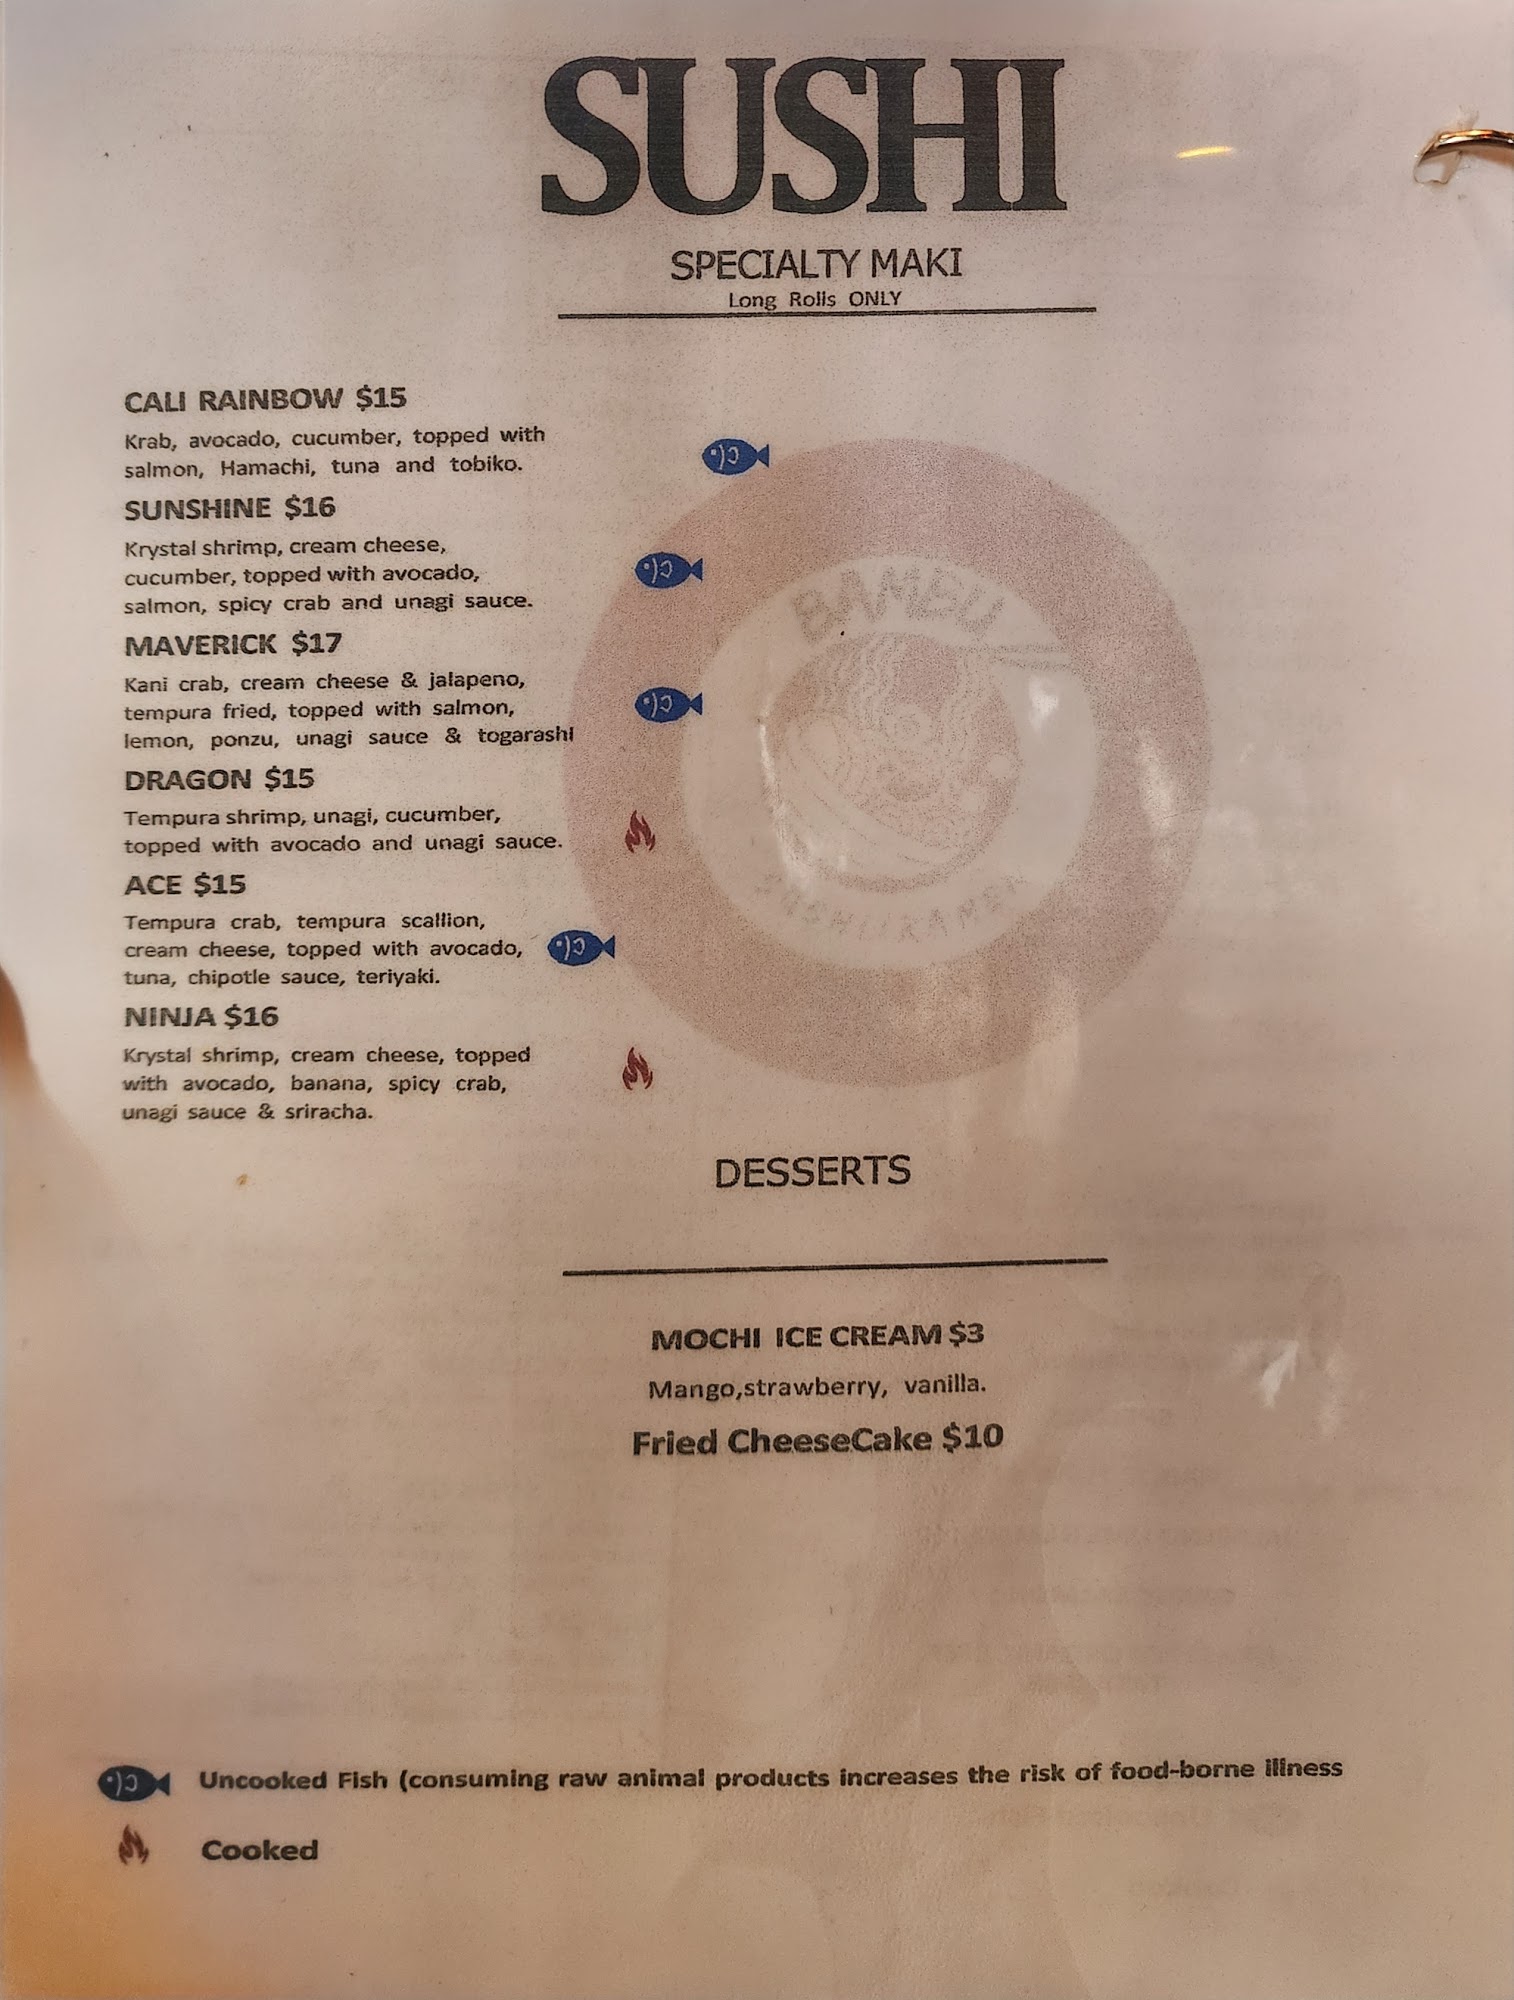 SUSHI
SPECIALTY MAKI
Long Rolls ONLY
CALI RAINBOW $15
Krab, avocado, cucumber, topped with
salmon, Hamachi, tuna and tobiko.
SUNSHINE $16
Krystal shrimp, cream cheese,
cucumber, topped with avocado,
salmon, spicy crab and unagi sauce.
MAVERICK $17
Kani crab, cream cheese & jalapeno,
tempura fried, topped with salmon,
lemon, ponzu, unagi sauce & togarashi
DRAGON $15
Tempura shrimp, unagi, cucumber,
topped with avocado and unagi sauce.
ACE $15
Tempura crab, tempura scallion,
cream cheese, topped with avocado,
tuna, chipotle sauce, teriyaki.
NINJA $16
Krystal shrimp, cream cheese, topped
with avocado, banana, spicy crab,
unagi sauce & sriracha.
BAMBU
DESSERTS
MOCHI ICE CREAM $3
Mango,strawberry, vanilla.
Fried CheeseCake $10
Uncooked Fish (consuming raw animal products increases the risk of food-borne illness
Cooked